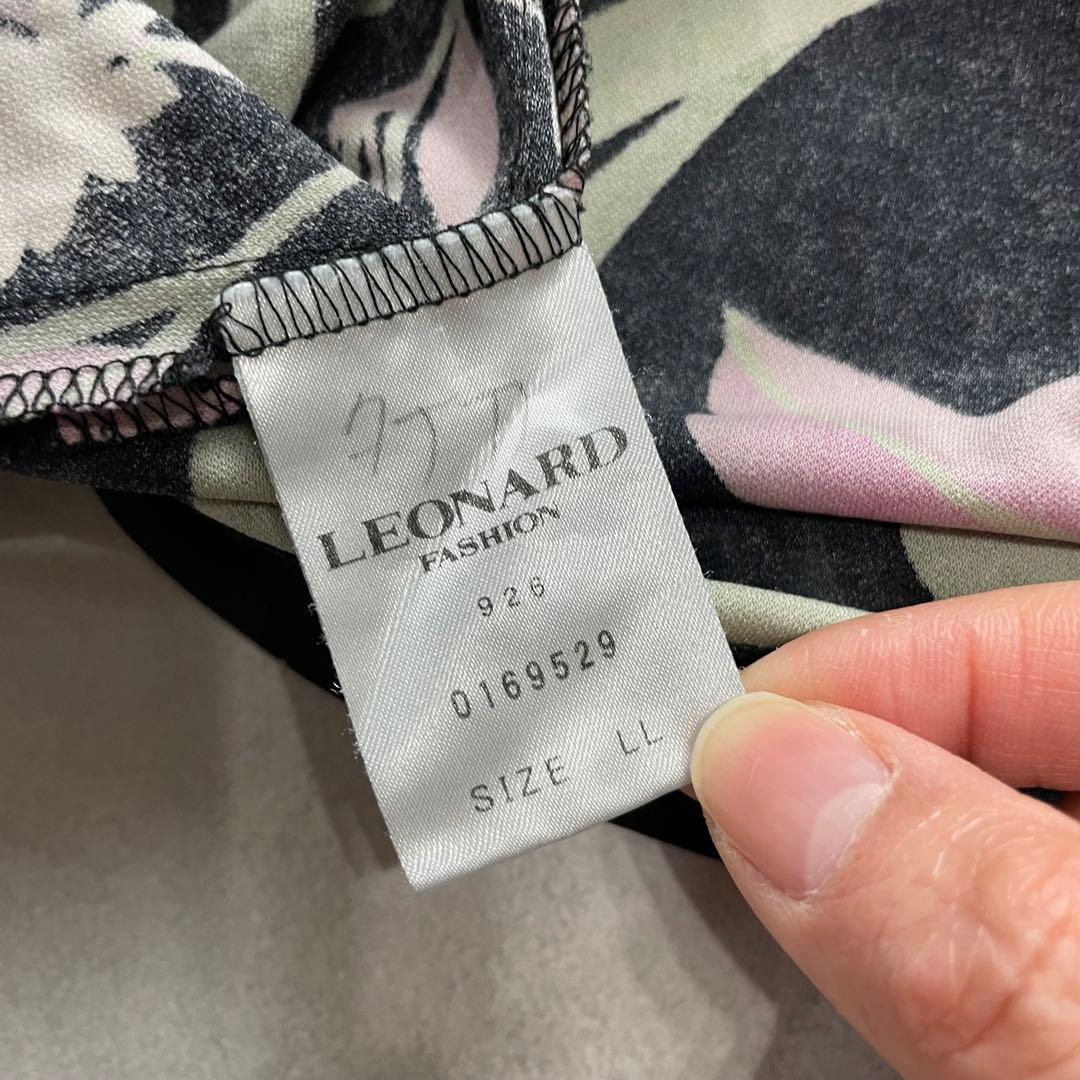 LEONARD
FASHION
926
0169529
SIZE LL